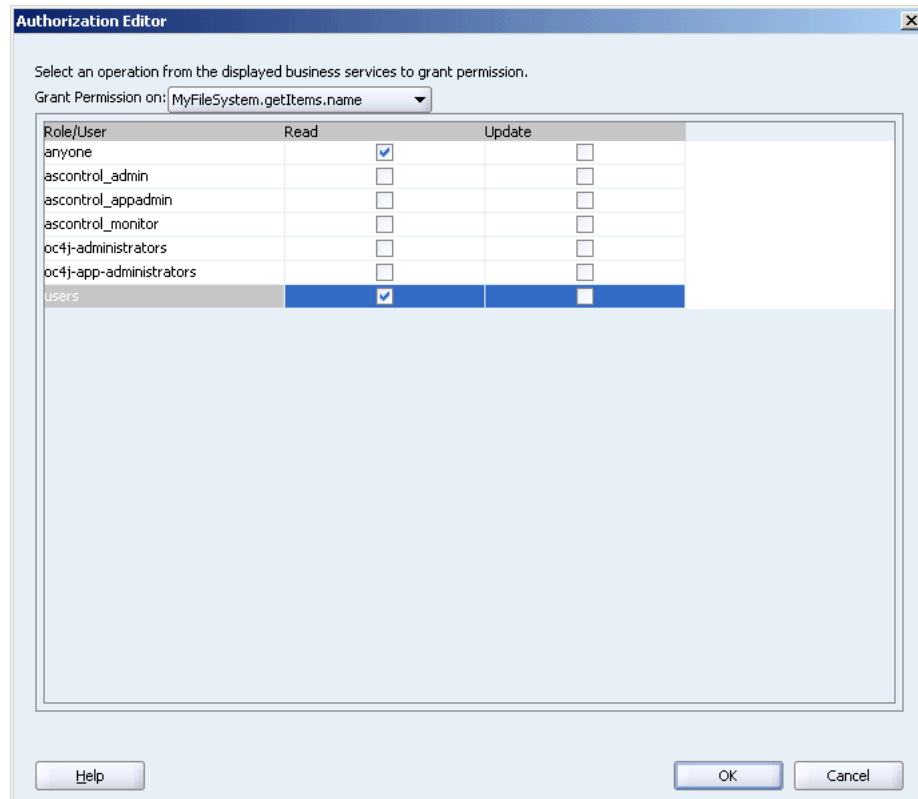 Authorization Editor
Select an operation from the displayed business services to grant permission.
Grant Permission on: MyFileSystem.getItems.name
Role/User Read Update
anyone
ascontrol_admin
ascontrol_appadmin
ascontrol_monitor
oc4j-administrators
oc4j-app-administrators
users
Help OK Cancel